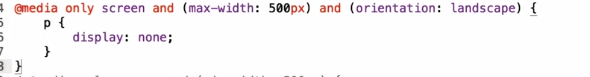 @media only screen and (max-width: 500px) and (orientation: landscape) {
p {
display: none;
}
}